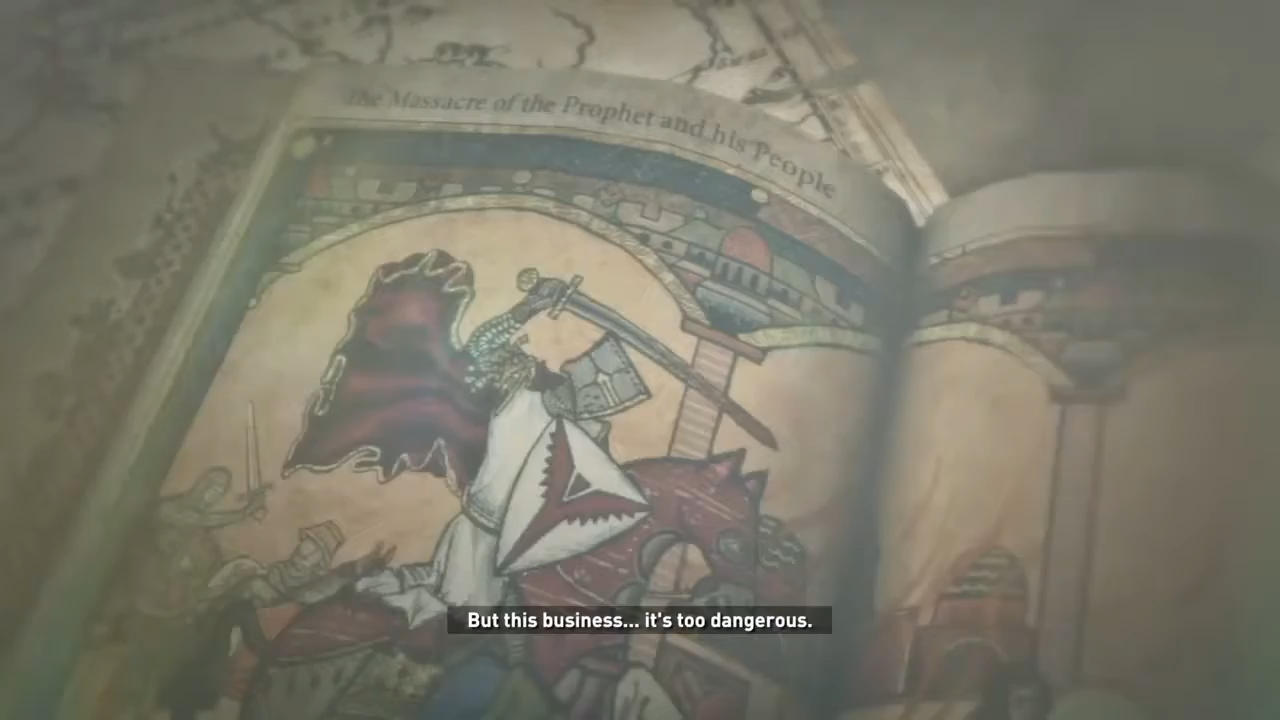 The Massacre of the Prophet and his People
But this business... it's too dangerous.